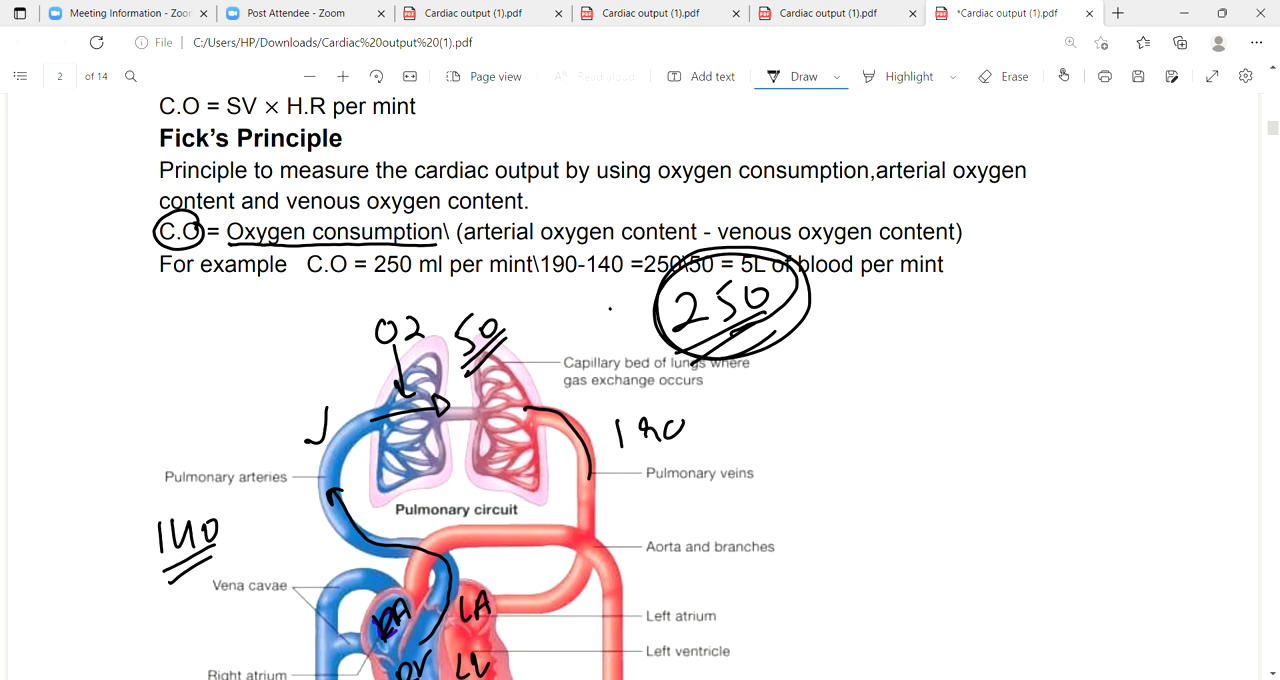 Meeting Information - Zoor
Post Attendee - Zoom
Cardiac output (1).pdf
Cardiac output (1).pdf
Cardiac output (1).pdf
*Cardiac output (1).pdf
File
C:/Users/HP/Downloads/Cardiac%20output%20(1).pdf
2 of 14
Page view
Read aloud
Add text
Draw
Highlight
Erase
C.O = SV × H.R per mint
Fick's Principle
Principle to measure the cardiac output by using oxygen consumption,arterial oxygen
content and venous oxygen content.
C.O = Oxygen consumption\ (arterial oxygen content - venous oxygen content)
For example C.O = 250 ml per mint\190-140 =250\50 = 5L of blood per mint
250
O2
50
Capillary bed of lungs where
gas exchange occurs
190
Pulmonary arteries
Pulmonary veins
Pulmonary circuit
140
Aorta and branches
Vena cavae
RA
LA
Left atrium
Left ventricle
LV
Right atrium